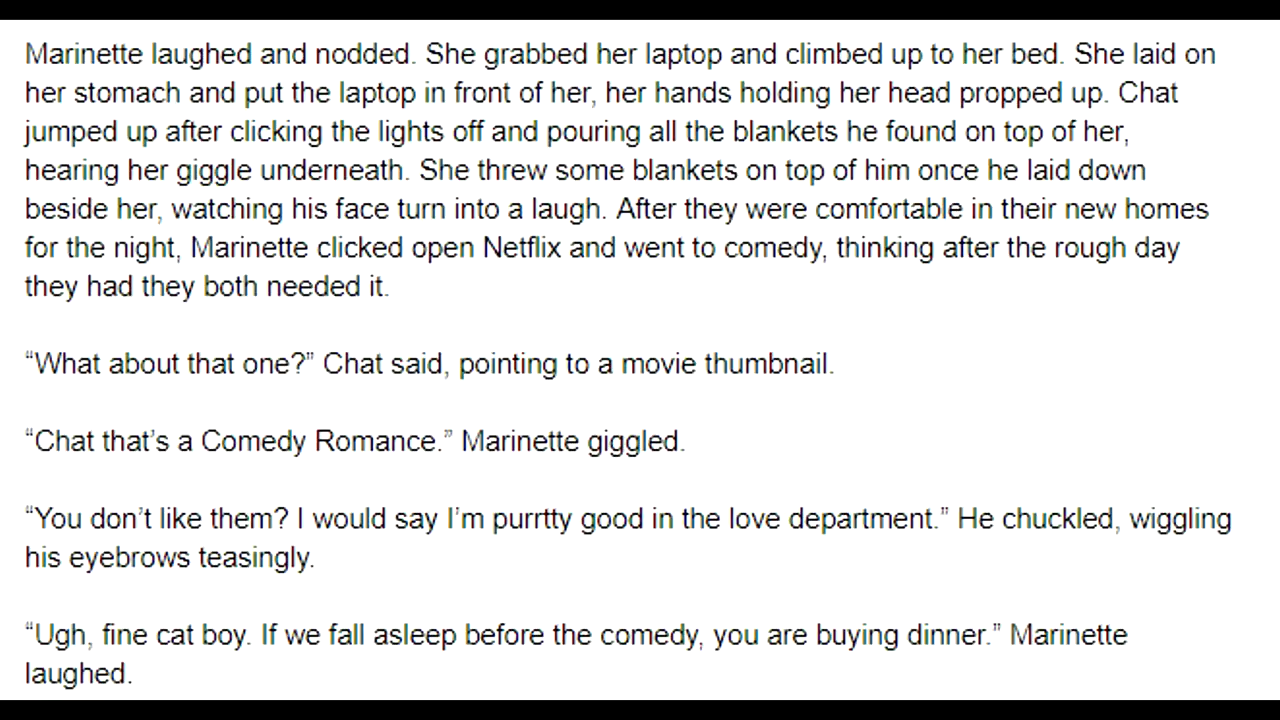 Marinette laughed and nodded. She grabbed her laptop and climbed up to her bed. She laid on
her stomach and put the laptop in front of her, her hands holding her head propped up. Chat
jumped up after clicking the lights off and pouring all the blankets he found on top of her,
hearing her giggle underneath. She threw some blankets on top of him once he laid down
beside her, watching his face turn into a laugh. After they were comfortable in their new homes
for the night, Marinette clicked open Netflix and went to comedy, thinking after the rough day
they had they both needed it.
“What about that one?” Chat said, pointing to a movie thumbnail.
“Chat that’s a Comedy Romance.” Marinette giggled.
“You don’t like them? I would say I’m purrtty good in the love department.” He chuckled, wiggling
his eyebrows teasingly.
“Ugh, fine cat boy. If we fall asleep before the comedy, you are buying dinner.” Marinette
laughed.